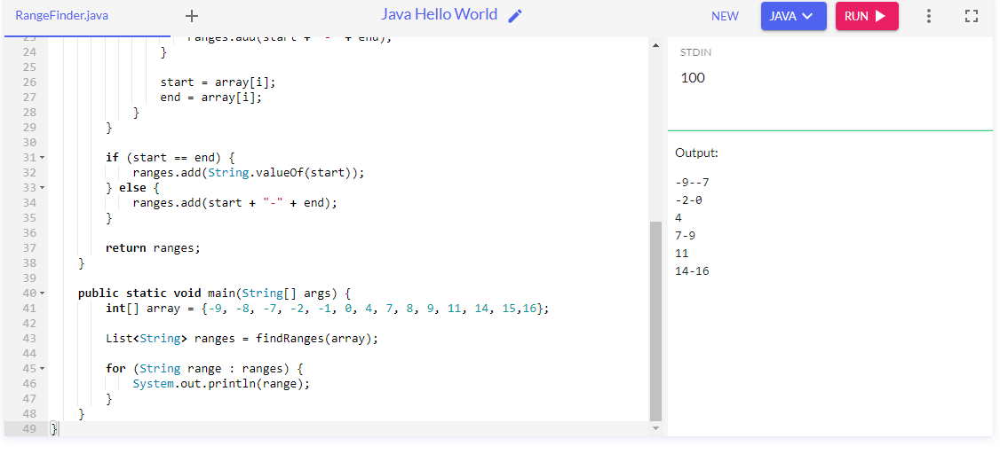 RangeFinder.java
+
Java Hello World
NEW
JAVA
RUN
23 ranges.add(start + "-" + end);
24 }
25
26 start = array[i];
27 end = array[i];
28 }
29 }
30
31 if (start == end) {
32 ranges.add(String.valueOf(start));
33 } else {
34 ranges.add(start + "-" + end);
35 }
36
37 return ranges;
38 }
39
40 public static void main(String[] args) {
41 int[] array = {-9, -8, -7, -2, -1, 0, 4, 7, 8, 9, 11, 14, 15,16};
42
43 List<String> ranges = findRanges(array);
44
45 for (String range : ranges) {
46 System.out.println(range);
47 }
48 }
49 }
STDIN
100
Output:
-9--7
-2-0
4
7-9
11
14-16